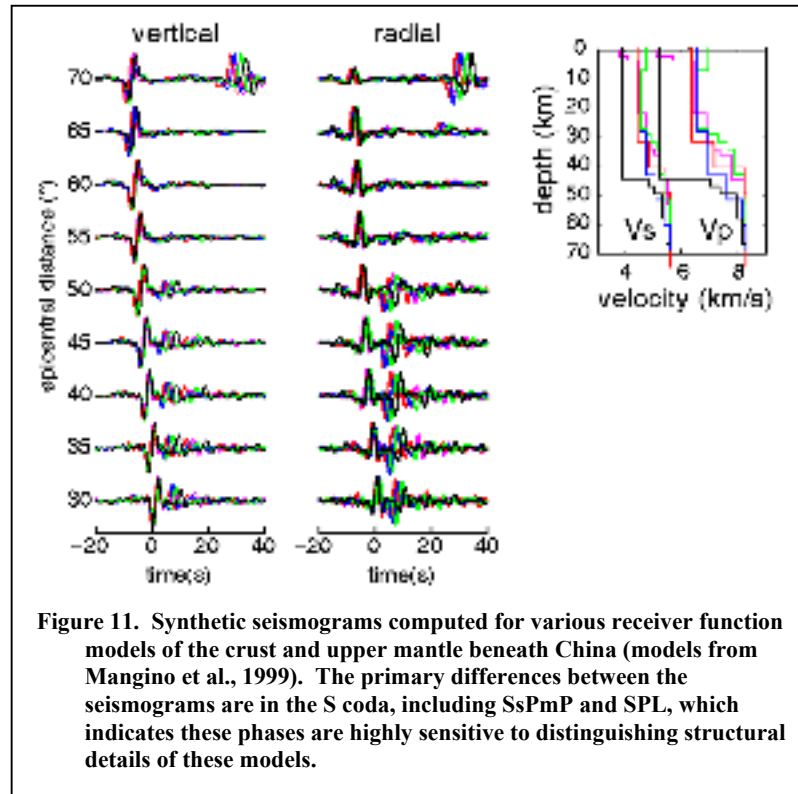 vertical
radial
70
65
60
55
50
45
40
35
30
epicentral distance (°)
−20 0 20 40
time(s)
−20 0 20 40
time(s)
0
10
20
30
40
50
60
70
depth (km)
Vs Vp
4 6 8
velocity (km/s)
Figure 11. Synthetic seismograms computed for various receiver function
models of the crust and upper mantle beneath China (models from
Mangino et al., 1999). The primary differences between the
seismograms are in the S coda, including SsPmP and SPL, which
indicates these phases are highly sensitive to distinguishing structural
details of these models.